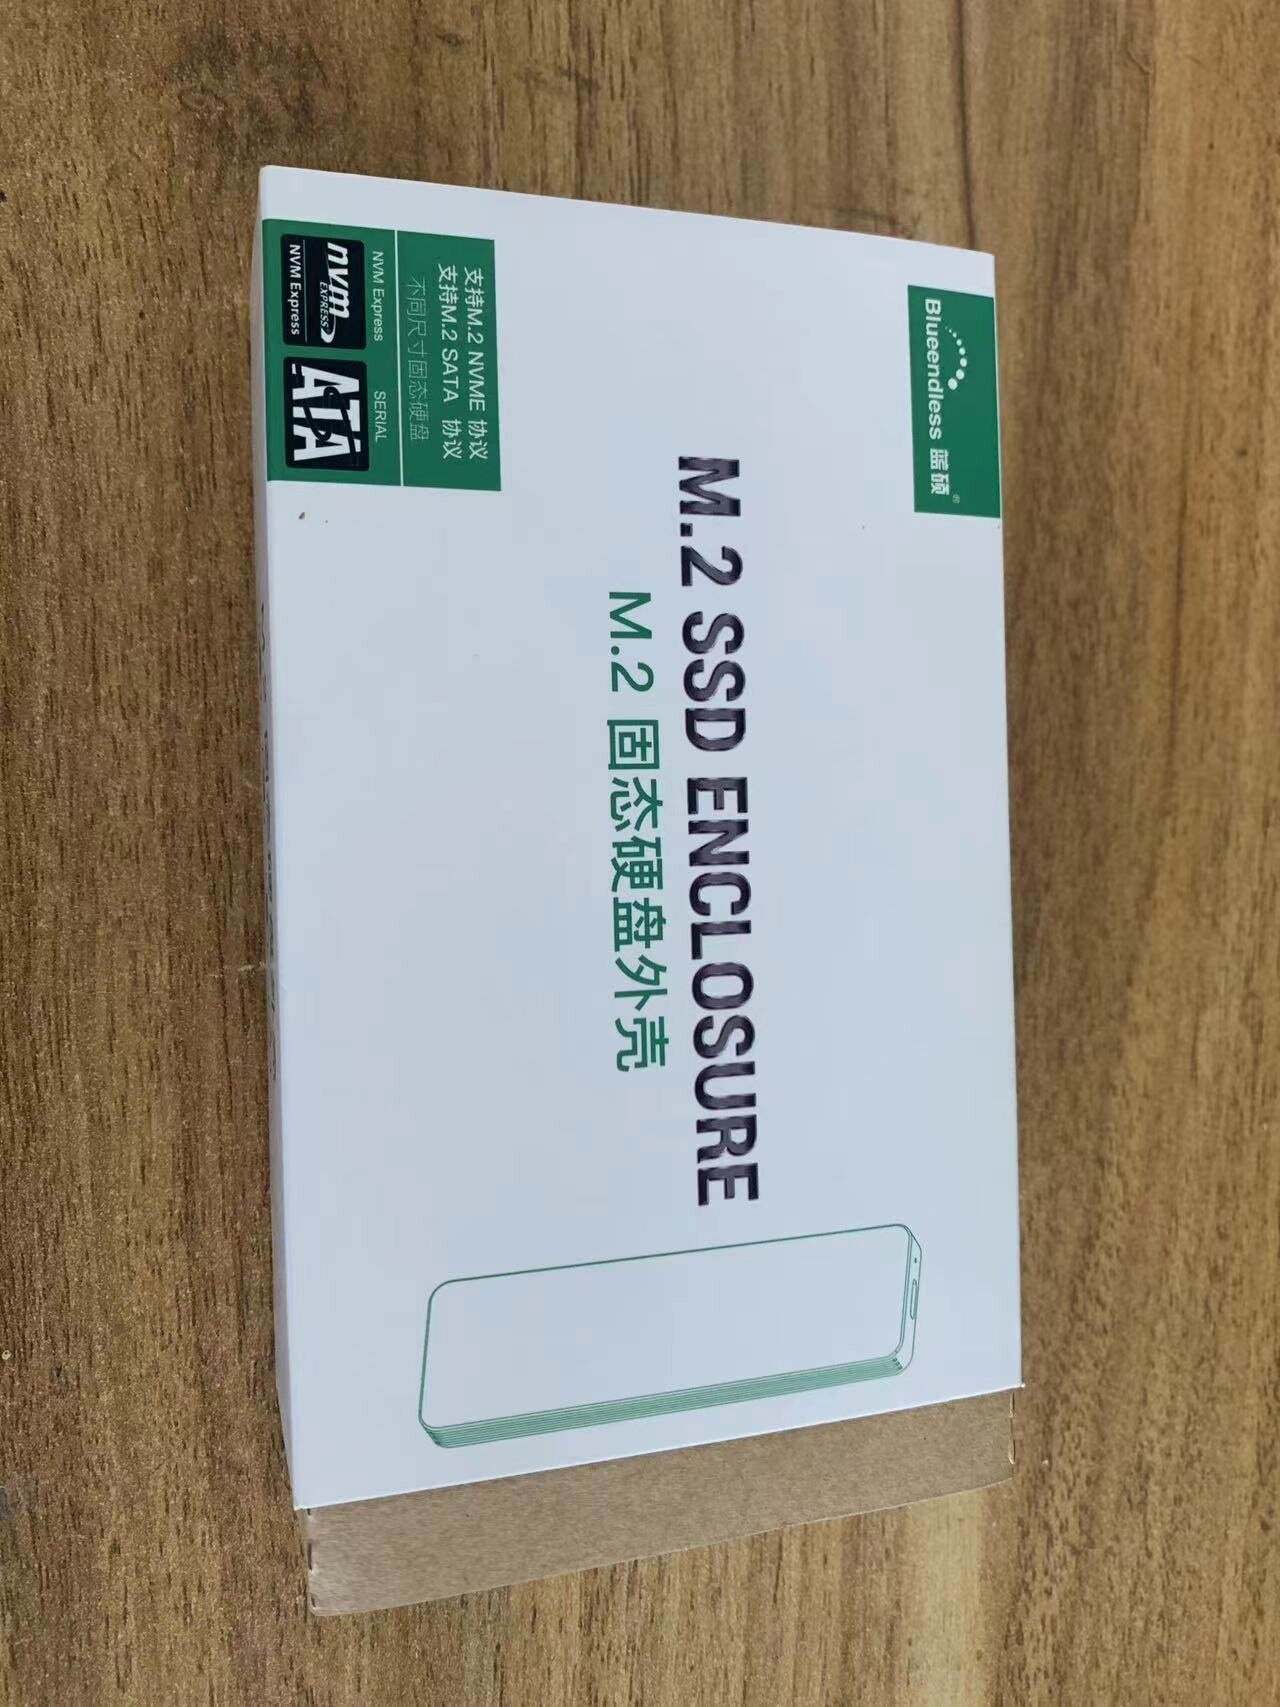 Blueendless 蓝硕®
M.2 SSD ENCLOSURE
M.2 固态硬盘外壳
支持M.2 NVME 协议
支持M.2 SATA 协议
不同尺寸固态硬盘
NVM Express
SERIAL
nvm
EXPRESS
NVM Express
ATA